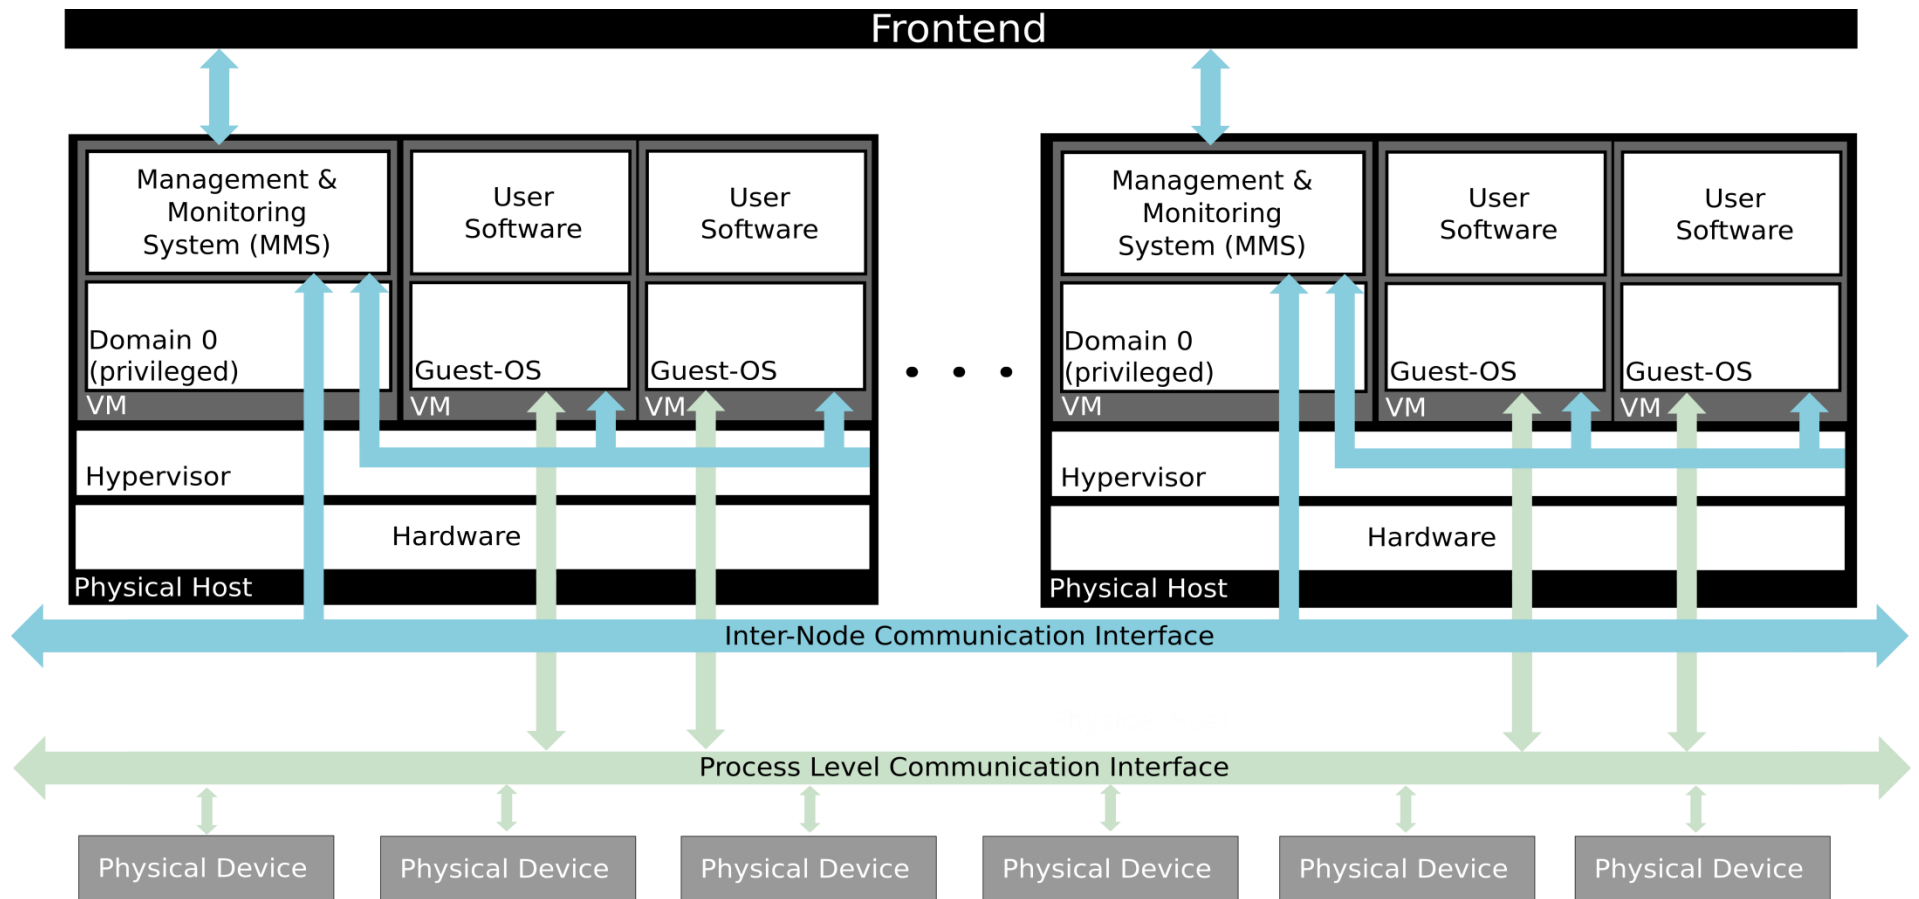 Frontend
Management &
Monitoring
System (MMS)
User
Software
User
Software
Domain 0
(privileged)
VM
Guest-OS
VM
Guest-OS
VM
Hypervisor
Hardware
Physical Host
. . .
Management &
Monitoring
System (MMS)
User
Software
User
Software
Domain 0
(privileged)
VM
Guest-OS
VM
Guest-OS
VM
Hypervisor
Hardware
Physical Host
Inter-Node Communication Interface
Process Level Communication Interface
Physical Device
Physical Device
Physical Device
Physical Device
Physical Device
Physical Device